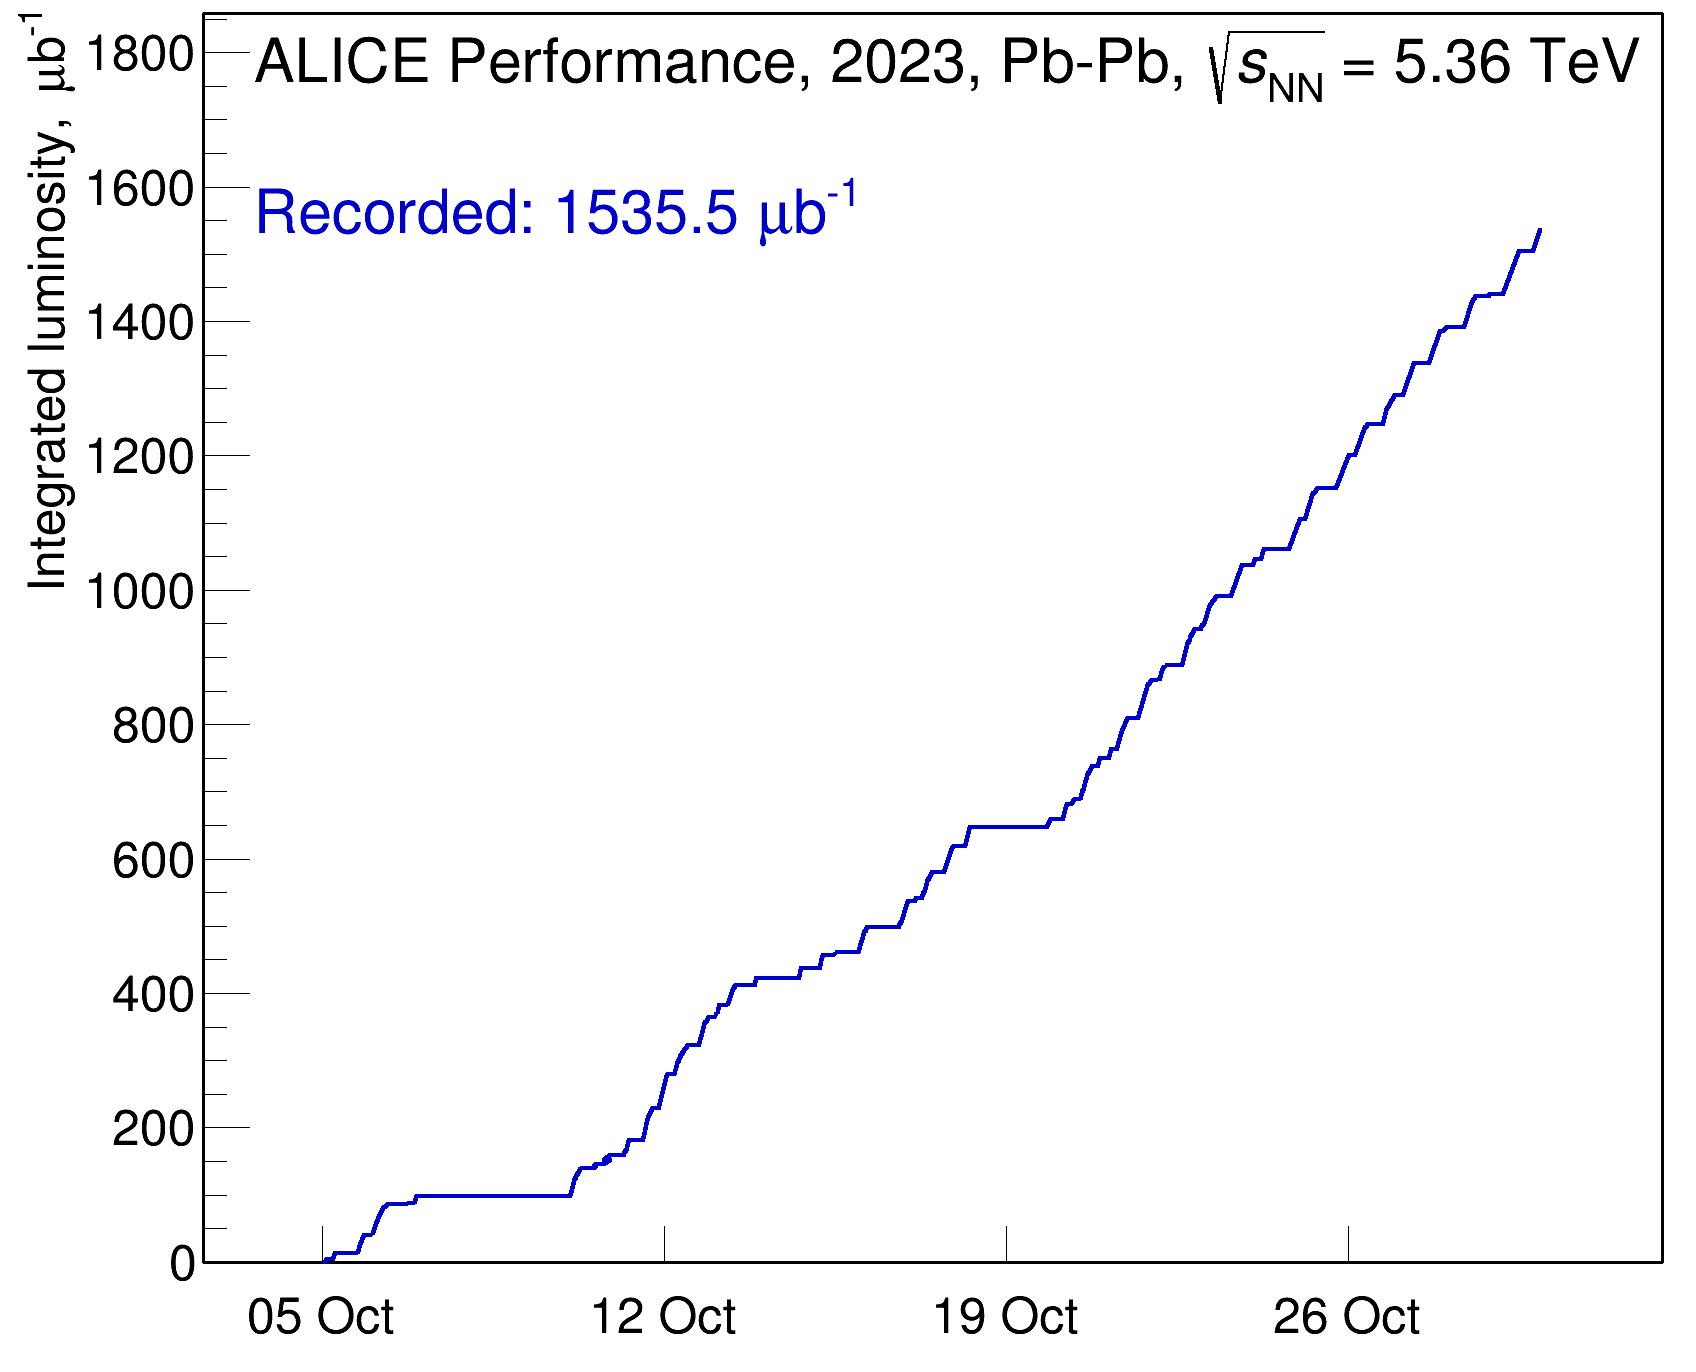 ALICE Performance, 2023, Pb-Pb, √sNN = 5.36 TeV
Recorded: 1535.5 μb-1
Integrated luminosity, μb-1
1800
1600
1400
1200
1000
800
600
400
200
0
05 Oct 12 Oct 19 Oct 26 Oct